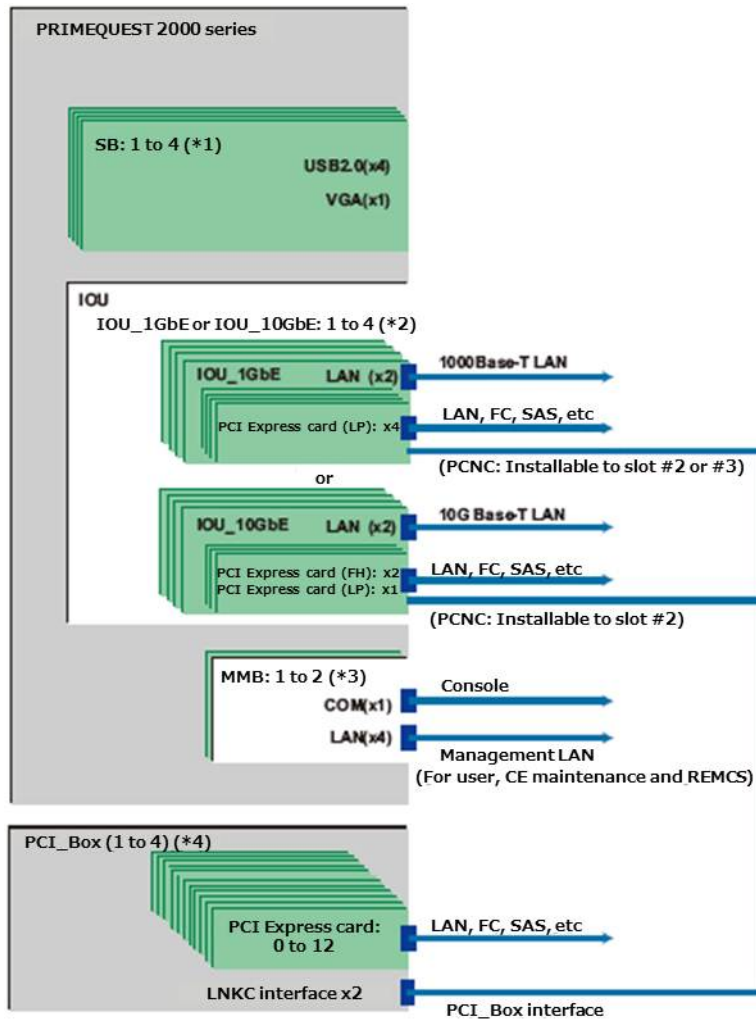 PRIMEQUEST 2000 series
SB: 1 to 4 (*1)
USB2.0(x4)
VGA(x1)
IOU
IOU_1GbE or IOU_10GbE: 1 to 4 (*2)
IOU_1GbE LAN (x2)
1000Base-T LAN
PCI Express card (LP): x4
LAN, FC, SAS, etc
(PCNC: Installable to slot #2 or #3)
or
IOU_10GbE LAN (x2)
10G Base-T LAN
PCI Express card (FH): x2
PCI Express card (LP): x1
LAN, FC, SAS, etc
(PCNC: Installable to slot #2)
MMB: 1 to 2 (*3)
COM(x1)
Console
LAN(x4)
Management LAN
(For user, CE maintenance and REMCS)
PCI_Box (1 to 4) (*4)
PCI Express card:
0 to 12
LAN, FC, SAS, etc
LNKC interface x2
PCI_Box interface